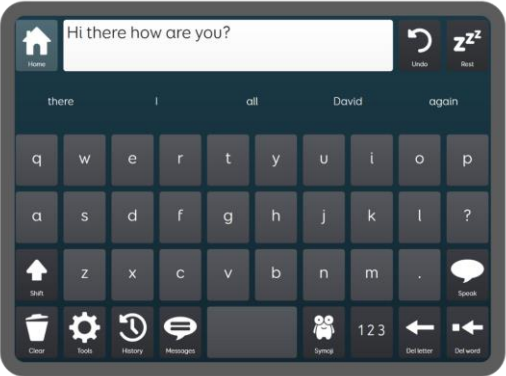 Hi there how are you?
Home
Undo
zzz
Rest
there I all David again
q w e r t y u i o p
a s d f g h j k l ?
Shift z x c v b n m . Speak
Clear Tools History Messages Symoji 123 Del letter Del word